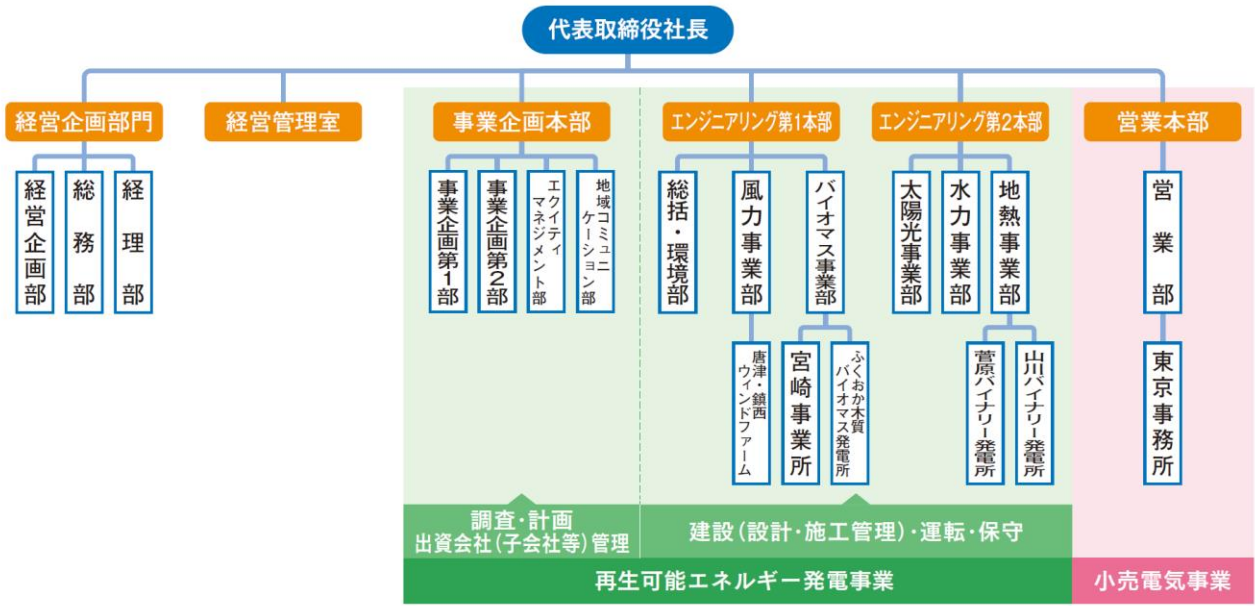 代表取締役社長
経営企画部門
経営管理室
事業企画本部
エンジニアリング第1本部
エンジニアリング第2本部
営業本部
経営企画部
総務部
経理部
事業企画第1部
事業企画第2部
エクイティ
マネジメント部
地域コミュニ
ケーション部
総括・環境部
風力事業部
バイオマス事業部
太陽光事業部
水力事業部
地熱事業部
営業部
唐津・鎮西
ウィンドファーム
宮崎事業所
ふくおか木質
バイオマス発電所
菅原バイナリー発電所
山川バイナリー発電所
東京事務所
調査・計画
出資会社(子会社等)管理
建設(設計・施工管理)・運転・保守
再生可能エネルギー発電事業
小売電気事業